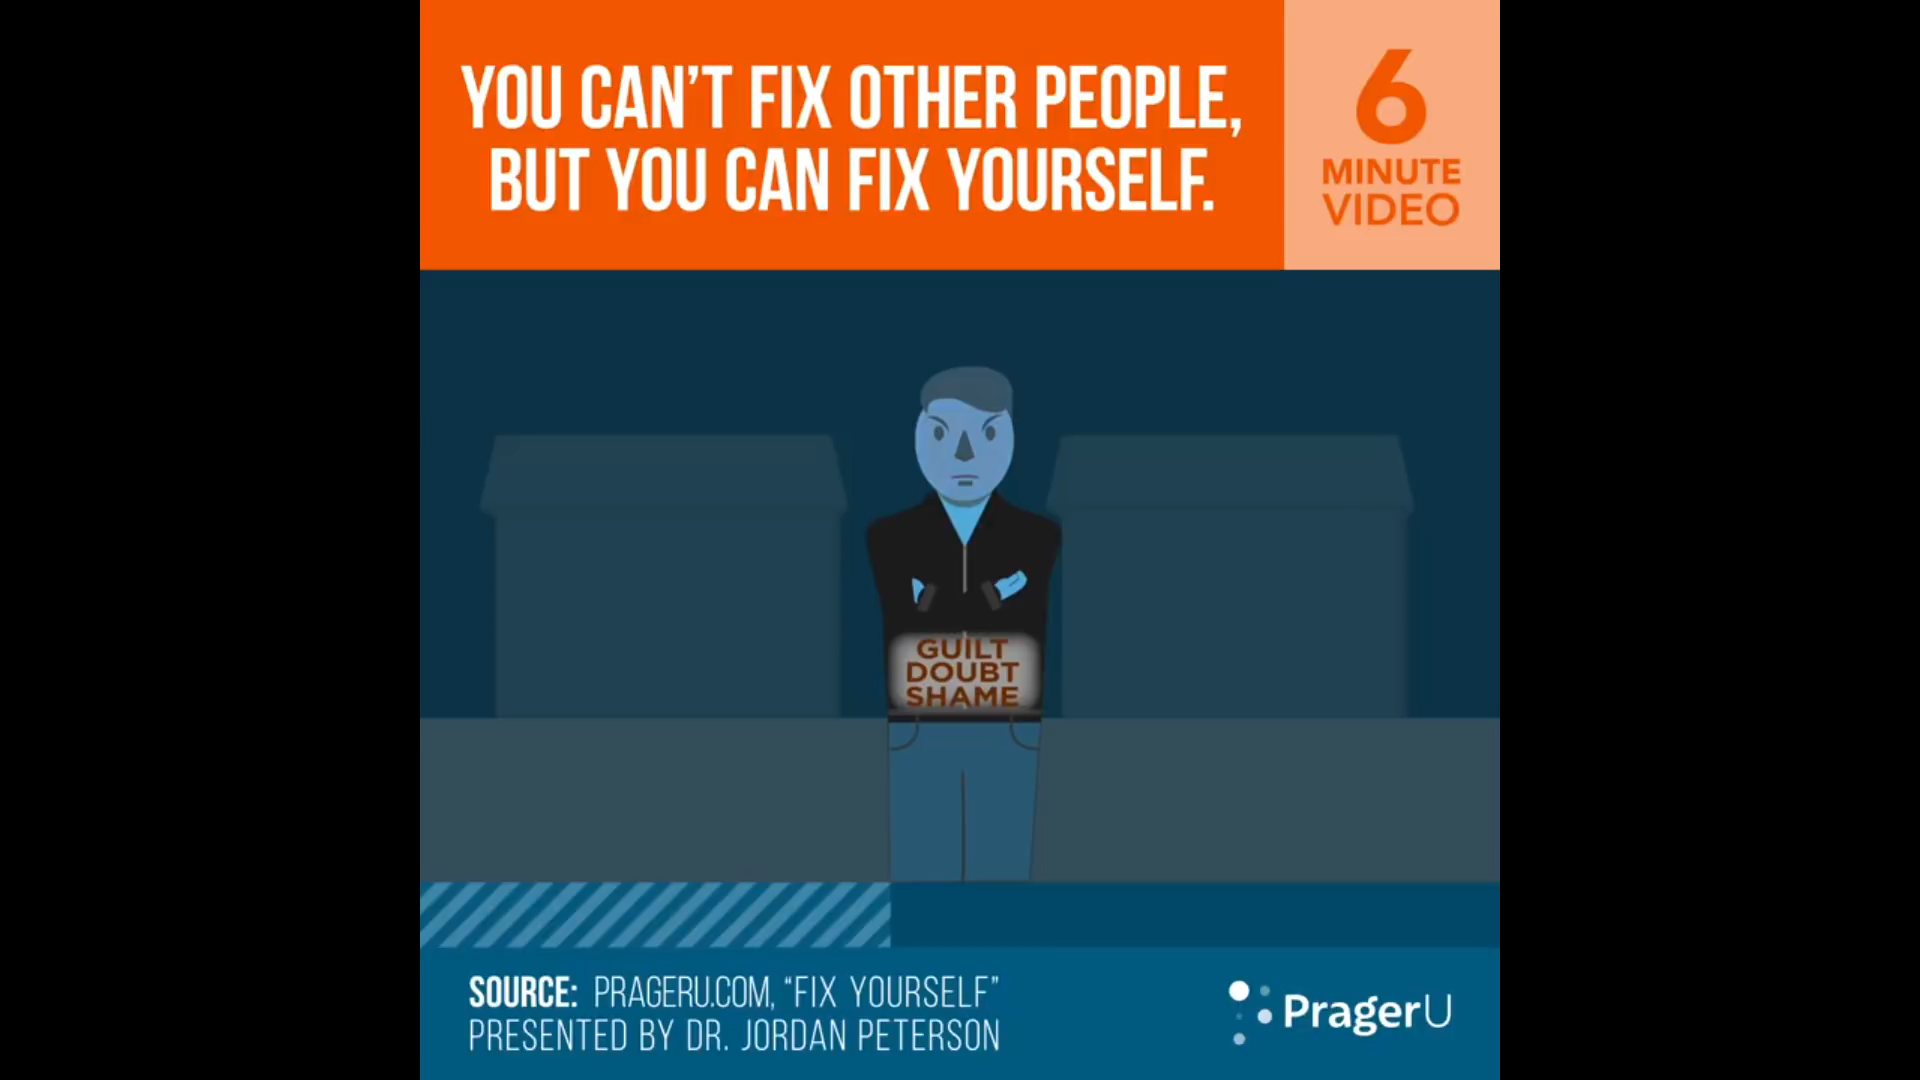 YOU CAN'T FIX OTHER PEOPLE,
BUT YOU CAN FIX YOURSELF.
6
MINUTE
VIDEO
GUILT
DOUBT
SHAME
SOURCE: PRAGERU.COM, “FIX YOURSELF”
PRESENTED BY DR. JORDAN PETERSON
PragerU